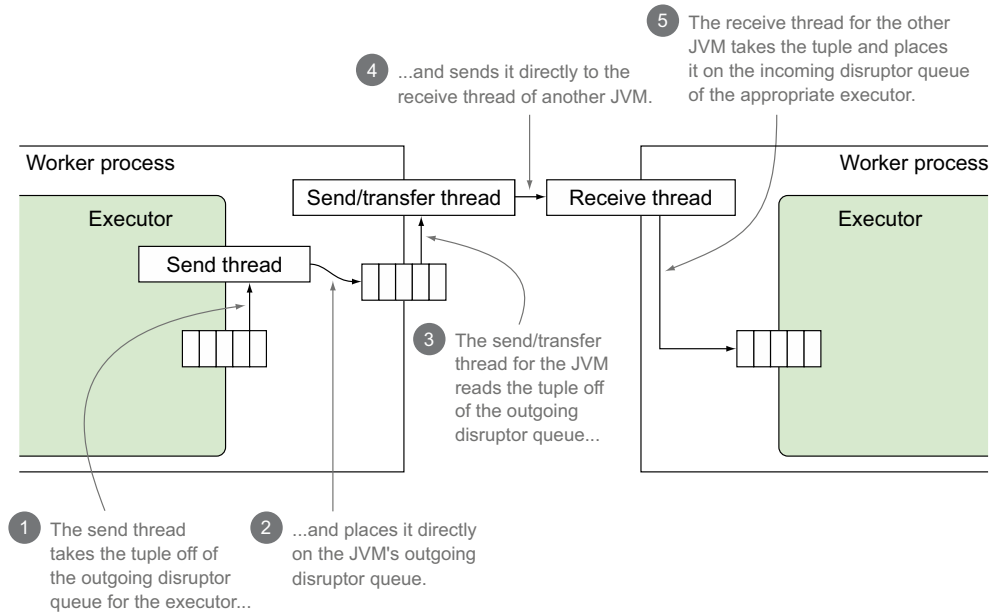 5
The receive thread for the other
JVM takes the tuple and places
it on the incoming disruptor queue
of the appropriate executor.
4
...and sends it directly to the
receive thread of another JVM.
Worker process
Worker process
Send/transfer thread
Receive thread
Executor
Executor
Send thread
3
The send/transfer
thread for the JVM
reads the tuple off
of the outgoing
disruptor queue...
1
The send thread
takes the tuple off of
the outgoing disruptor
queue for the executor...
2
...and places it directly
on the JVM's outgoing
disruptor queue.